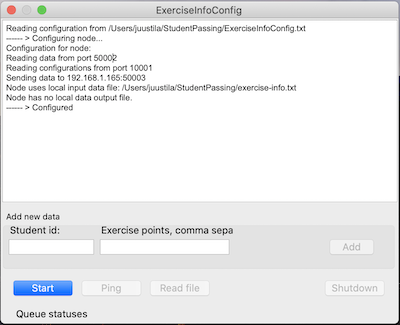 ExerciseInfoConfig
Reading configuration from /Users/juustila/StudentPassing/ExerciseInfoConfig.txt
------ > Configuring node...
Configuration for node:
Reading data from port 50002
Reading configurations from port 10001
Sending data to 192.168.1.165:50003
Node uses local input data file: /Users/juustila/StudentPassing/exercise-info.txt
Node has no local data output file.
------ > Configured
Add new data
Student id: Exercise points, comma sepa
Add
Start Ping Read file Shutdown
Queue statuses